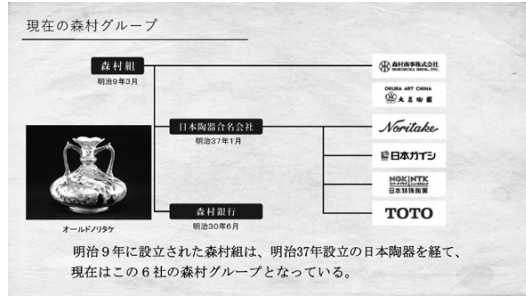 現在の森村グループ
森村組
明治9年3月
森村商事株式会社
MORIMURA BROS., INC.
OKURA ART CHINA
大倉陶園
日本陶器合名会社
明治37年1月
Noritake
日本ガイシ
NGK|NTK
日本特殊陶業
森村銀行
明治30年6月
TOTO
オールドノリタケ
明治９年に設立された森村組は、明治37年設立の日本陶器を経て、
現在はこの６社の森村グループとなっている。